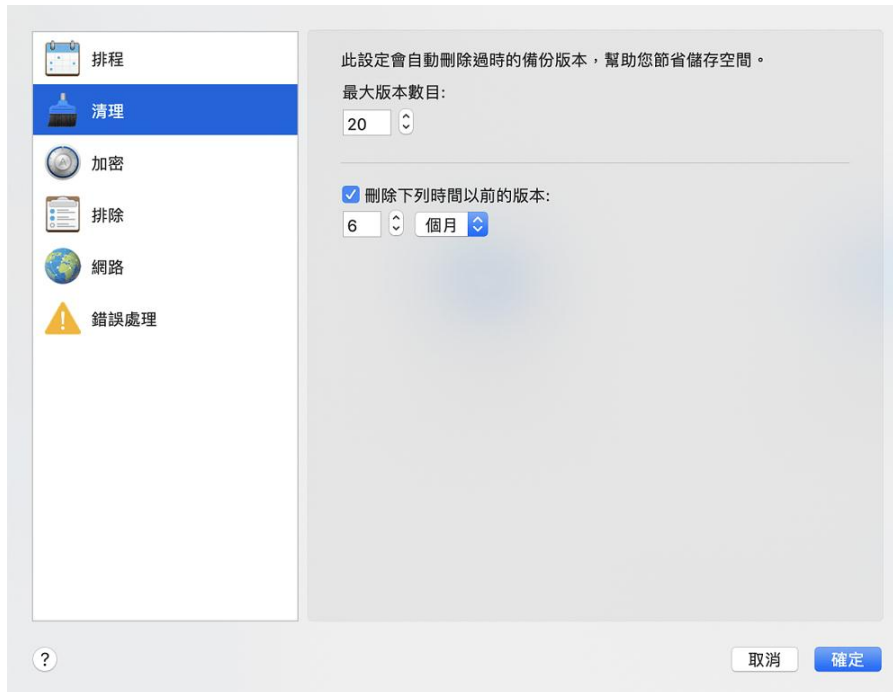 排程
清理
加密
排除
網路
錯誤處理
此設定會自動刪除過時的備份版本，幫助您節省儲存空間。
最大版本數目:
20
刪除下列時間以前的版本:
6 個月
?
取消 確定